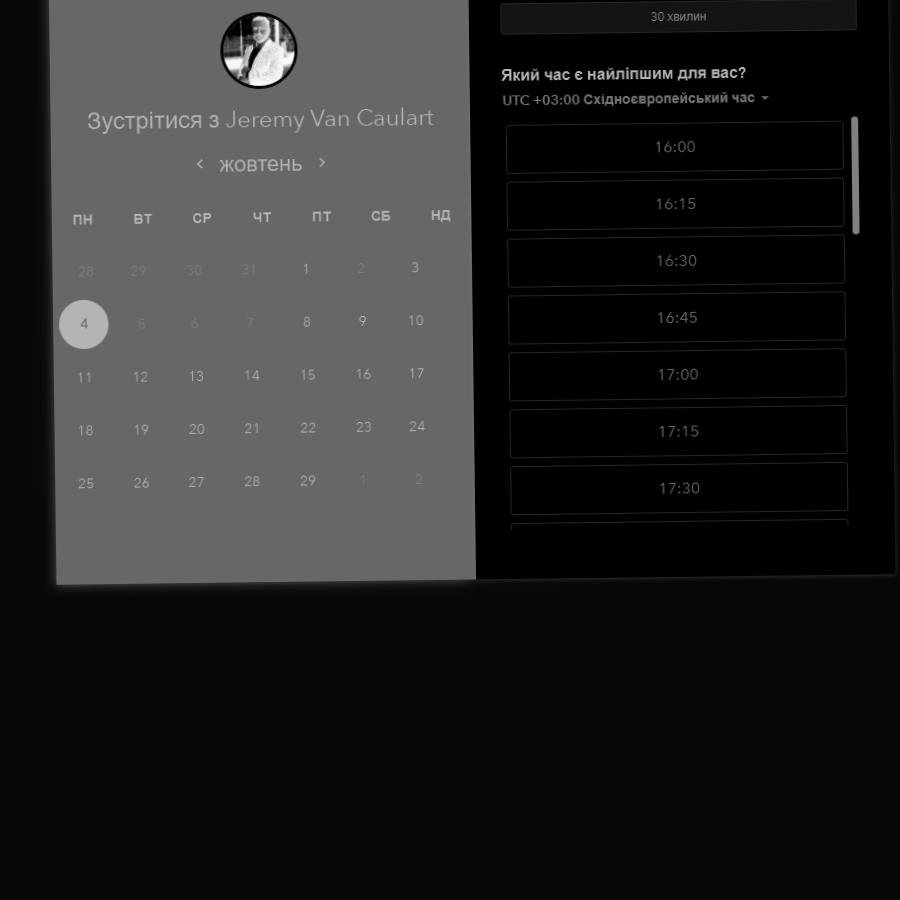 Зустрітися з Jeremy Van Caulart
‹ жовтень ›
ПН ВТ СР ЧТ ПТ СБ НД
28 29 30 31 1 2 3
4 5 6 7 8 9 10
11 12 13 14 15 16 17
18 19 20 21 22 23 24
25 26 27 28 29 1 2
30 хвилин
Який час є найліпшим для вас?
UTC +03:00 Східноєвропейський час
16:00
16:15
16:30
16:45
17:00
17:15
17:30